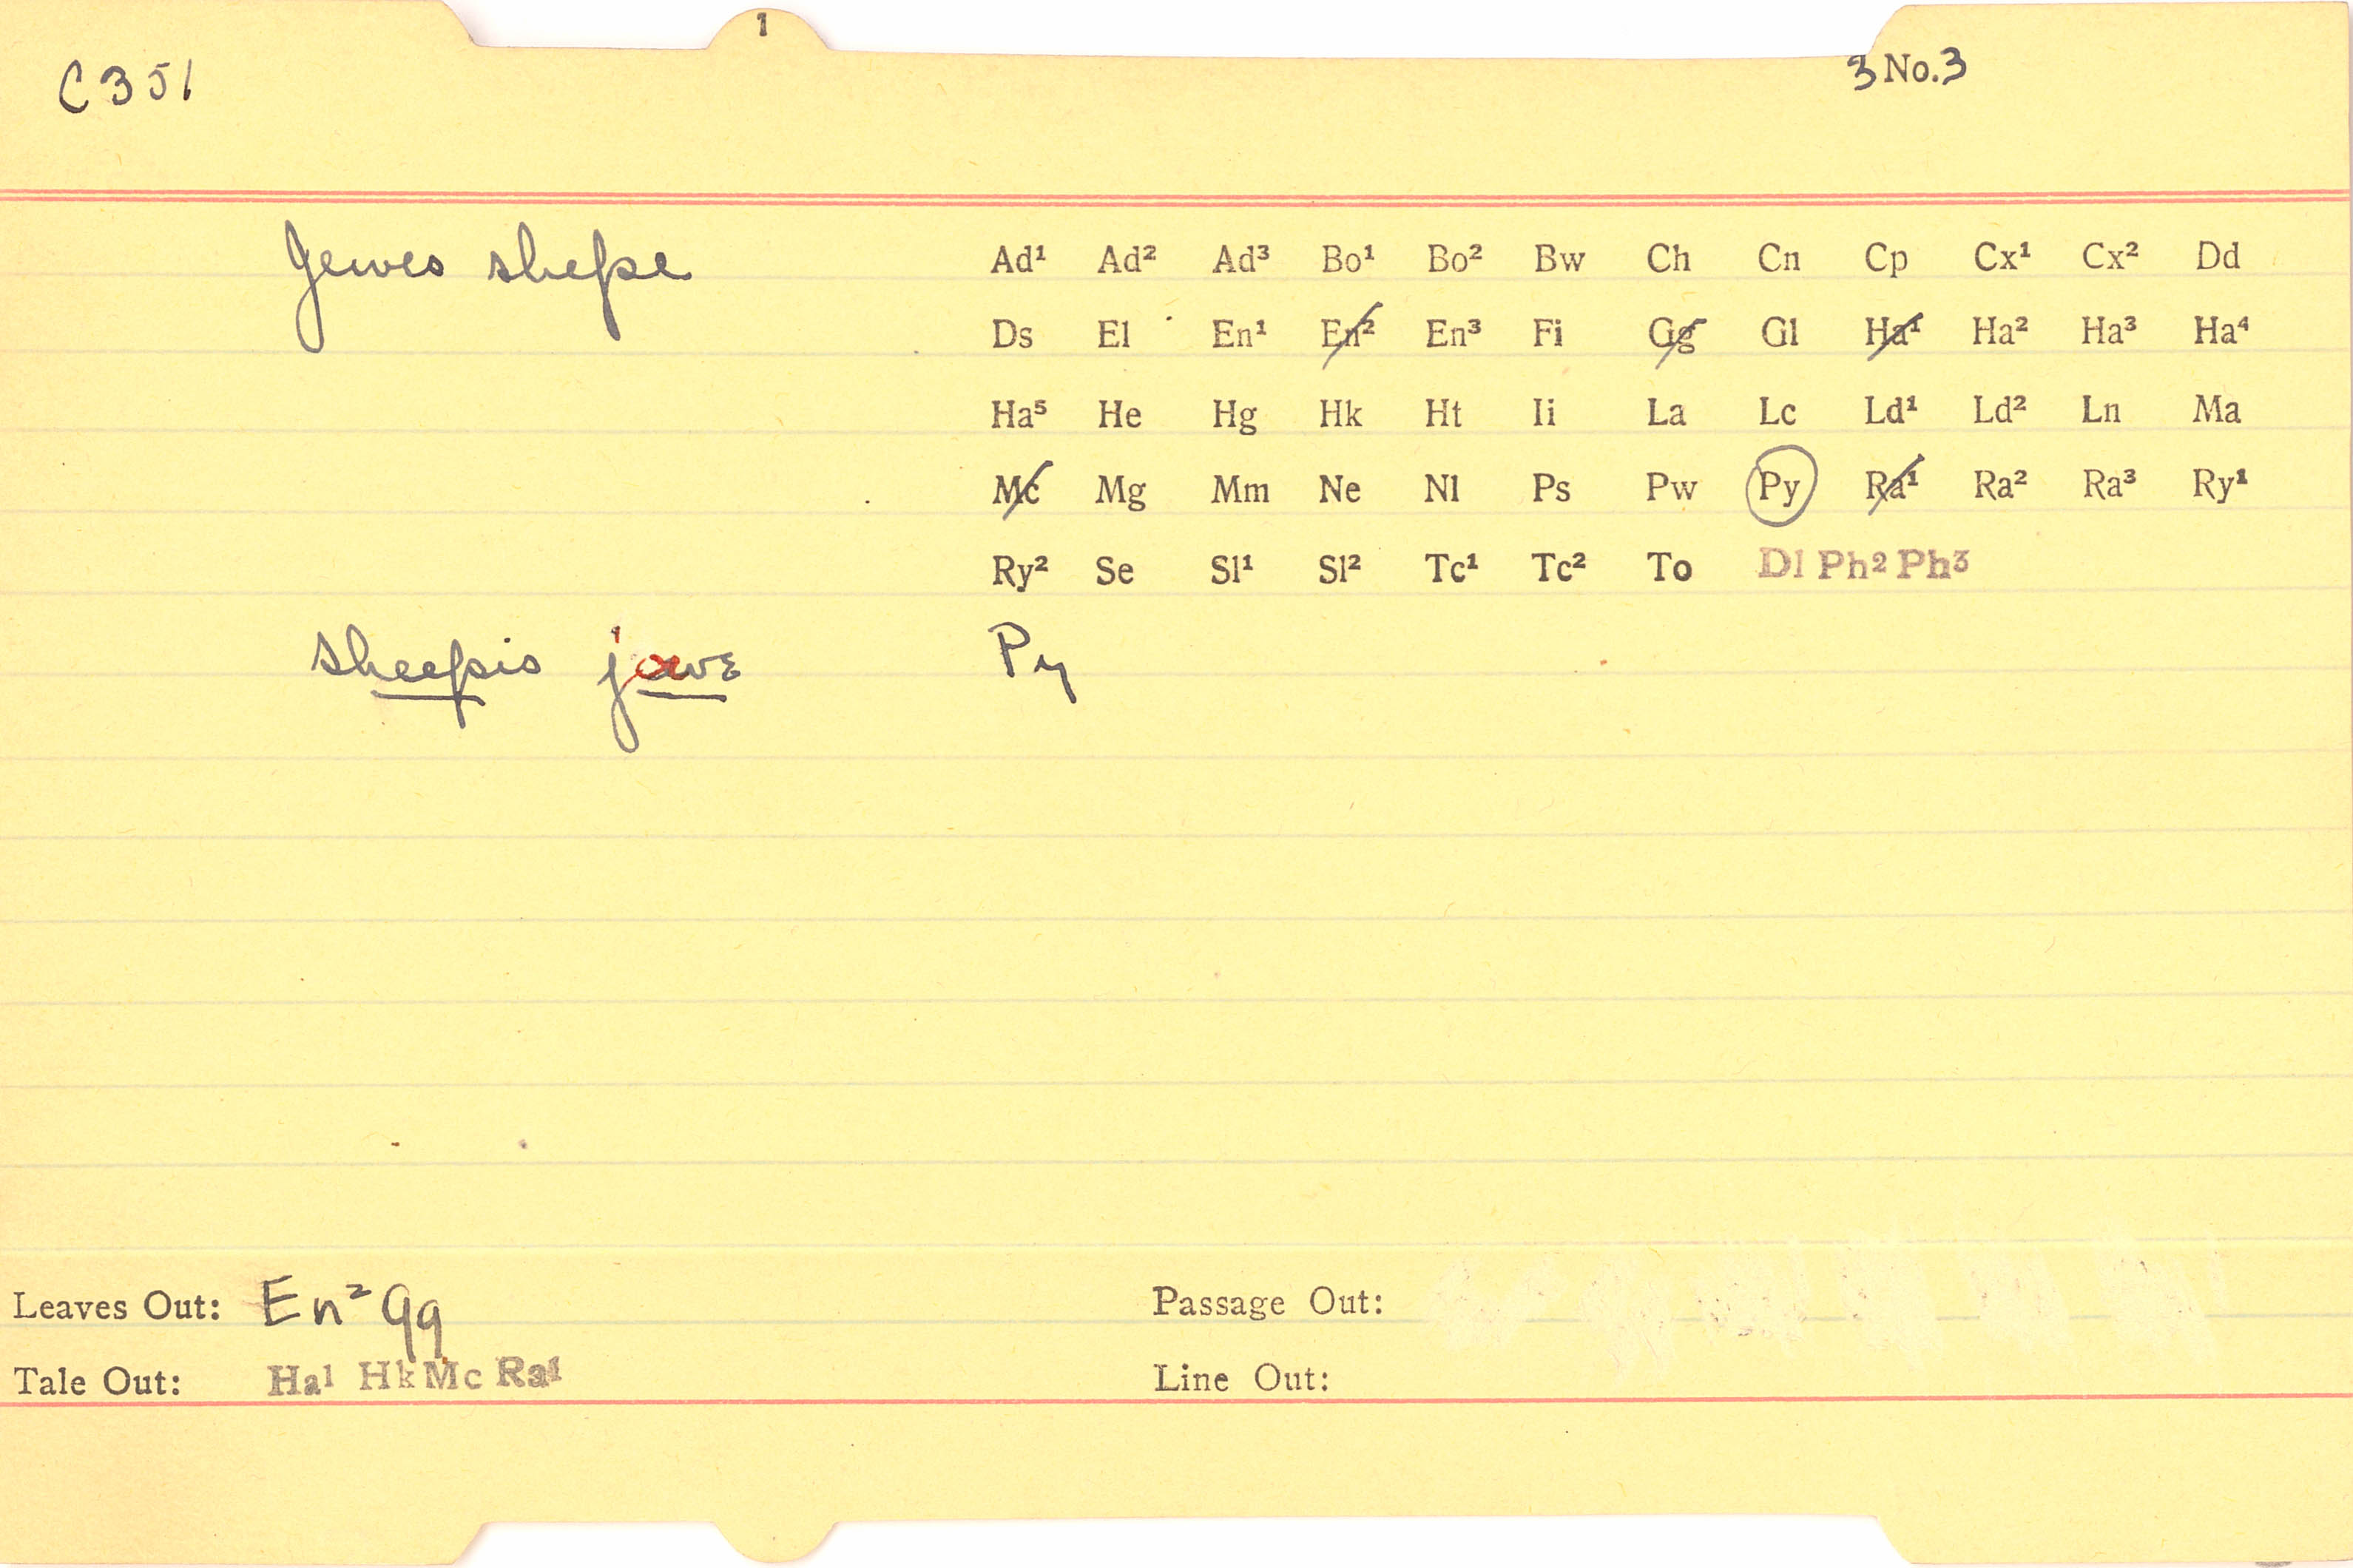 1
C351
3 No. 3
Jewes shepe
Ad¹ Ad² Ad³ Bo¹ Bo² Bw Ch Cn Cp Cx¹ Cx² Dd
Ds El En¹ En² En³ Fi Gg Gl Ha¹ Ha² Ha³ Ha⁴
Ha⁵ He Hg Hk Ht Ii La Lc Ld¹ Ld² Ln Ma
Mc Mg Mm Ne Nl Ps Pw Py Ra¹ Ra² Ra³ Ry¹
Ry² Se Sl¹ Sl² Tc¹ Tc² To Dl Ph² Ph³
sheepis jawe Py
Leaves Out: En² Gg Passage Out:
Tale Out: Ha¹ Hk Mc Ra¹ Line Out: